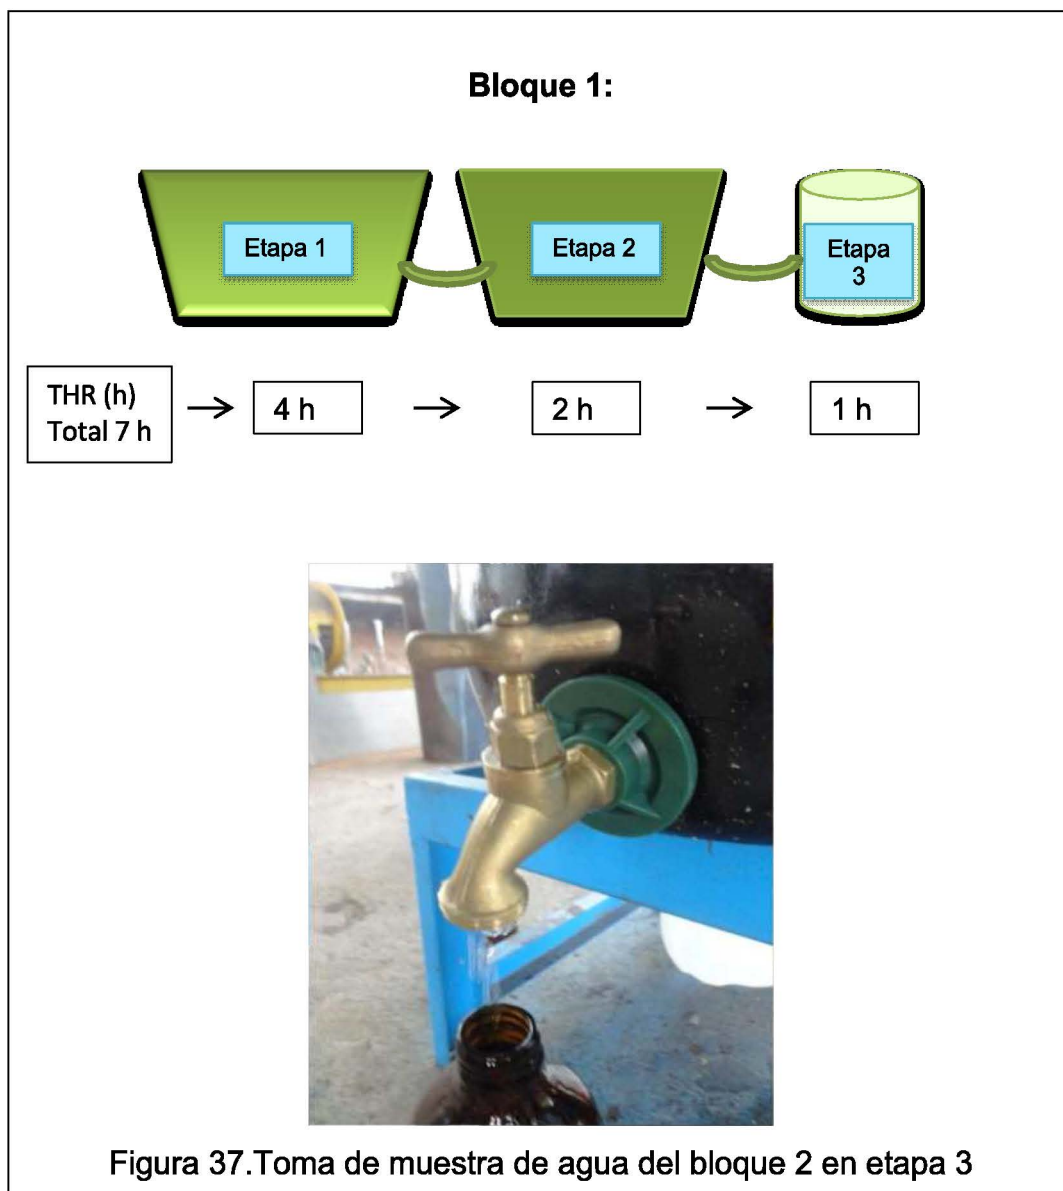 Bloque 1:
Etapa 1
Etapa 2
Etapa
3
THR (h)
Total 7 h
4 h
2 h
1 h
Figura 37.Toma de muestra de agua del bloque 2 en etapa 3